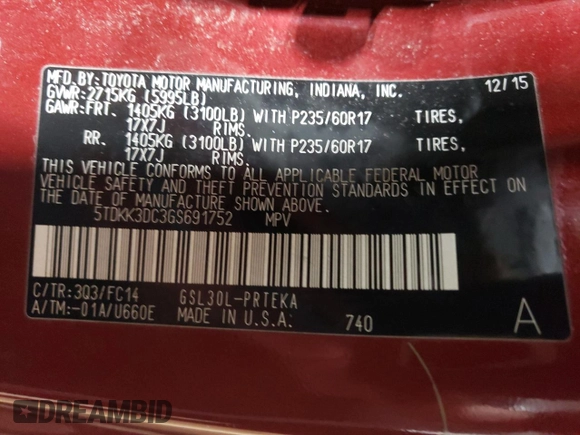 MFD.BY:TOYOTA MOTOR MANUFACTURING, INDIANA, INC. 12/15
GVWR:2715KG (5995LB)
GAWR:FRT. 1405KG (3100LB) WITH P235/60R17 TIRES,
17X7J RIMS.
RR. 1405KG (3100LB) WITH P235/60R17 TIRES,
17X7J RIMS.
THIS VEHICLE CONFORMS TO ALL APPLICABLE FEDERAL MOTOR
VEHICLE SAFETY AND THEFT PREVENTION STANDARDS IN EFFECT ON
THE DATE OF MANUFACTURE SHOWN ABOVE.
5TDKK3DC3GS691752 MPV
C/TR:3Q3/FC14 GSL30L-PRTEKA
A/TM:-01A/U660E MADE IN U.S.A. 740 A
DREAMBID